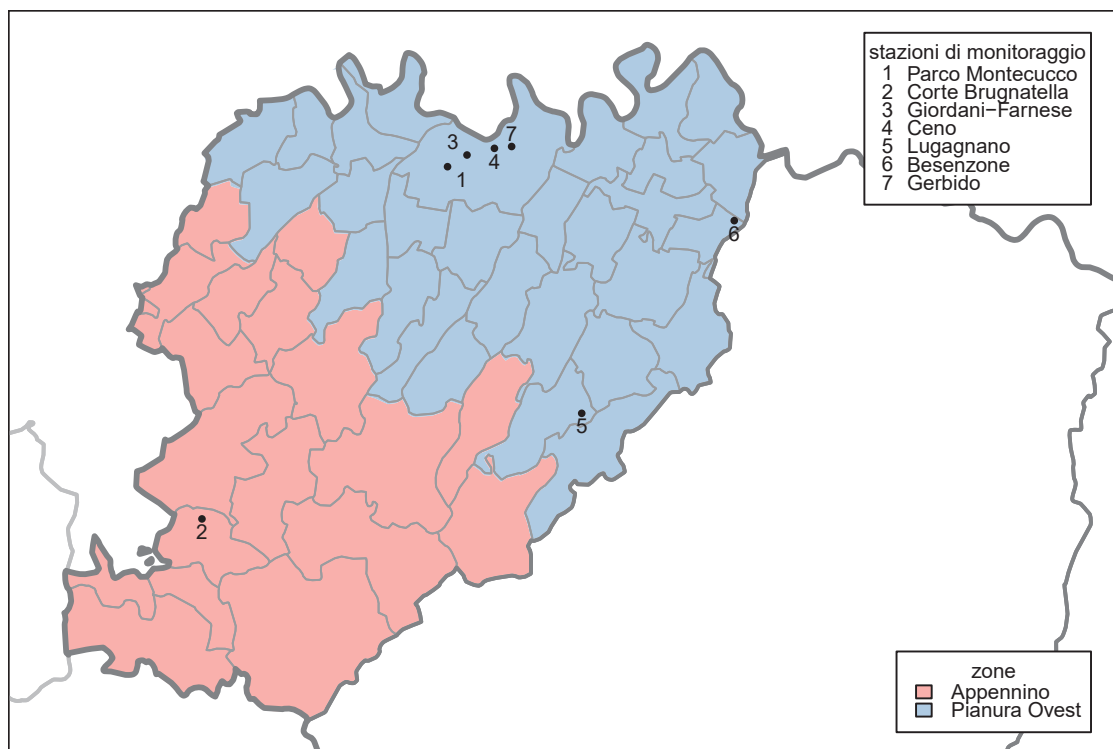 stazioni di monitoraggio
1 Parco Montecucco
2 Corte Brugnatella
3 Giordani−Farnese
4 Ceno
5 Lugagnano
6 Besenzone
7 Gerbido
3
7
4
1
6
5
2
zone
Appennino
Pianura Ovest